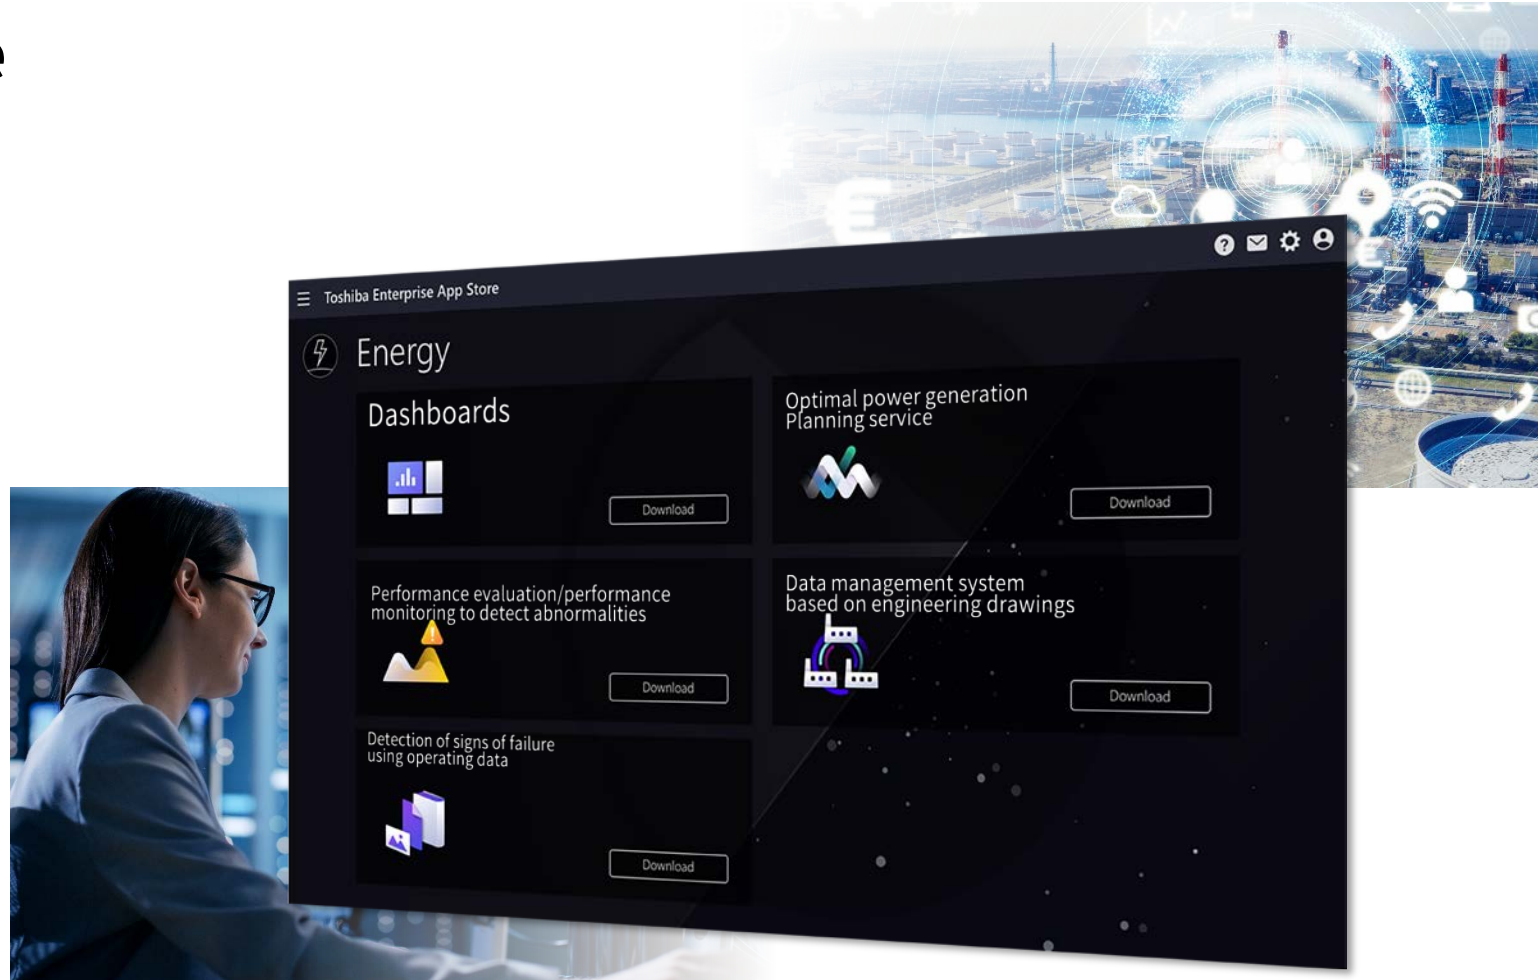 e
Toshiba Enterprise App Store
Energy
Dashboards
Download
Optimal power generation
Planning service
Download
Performance evaluation/performance
monitoring to detect abnormalities
Download
Data management system
based on engineering drawings
Download
Detection of signs of failure
using operating data
Download